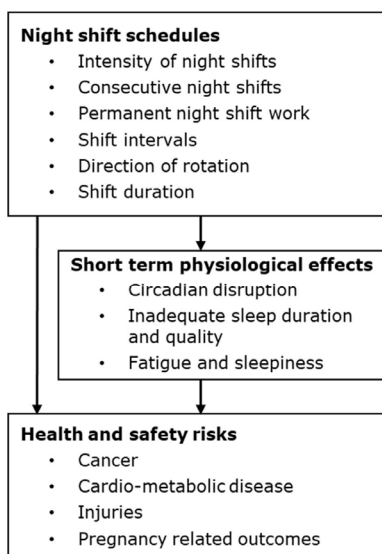 Night shift schedules
• Intensity of night shifts
• Consecutive night shifts
• Permanent night shift work
• Shift intervals
• Direction of rotation
• Shift duration
Short term physiological effects
• Circadian disruption
• Inadequate sleep duration
and quality
• Fatigue and sleepiness
Health and safety risks
• Cancer
• Cardio-metabolic disease
• Injuries
• Pregnancy related outcomes